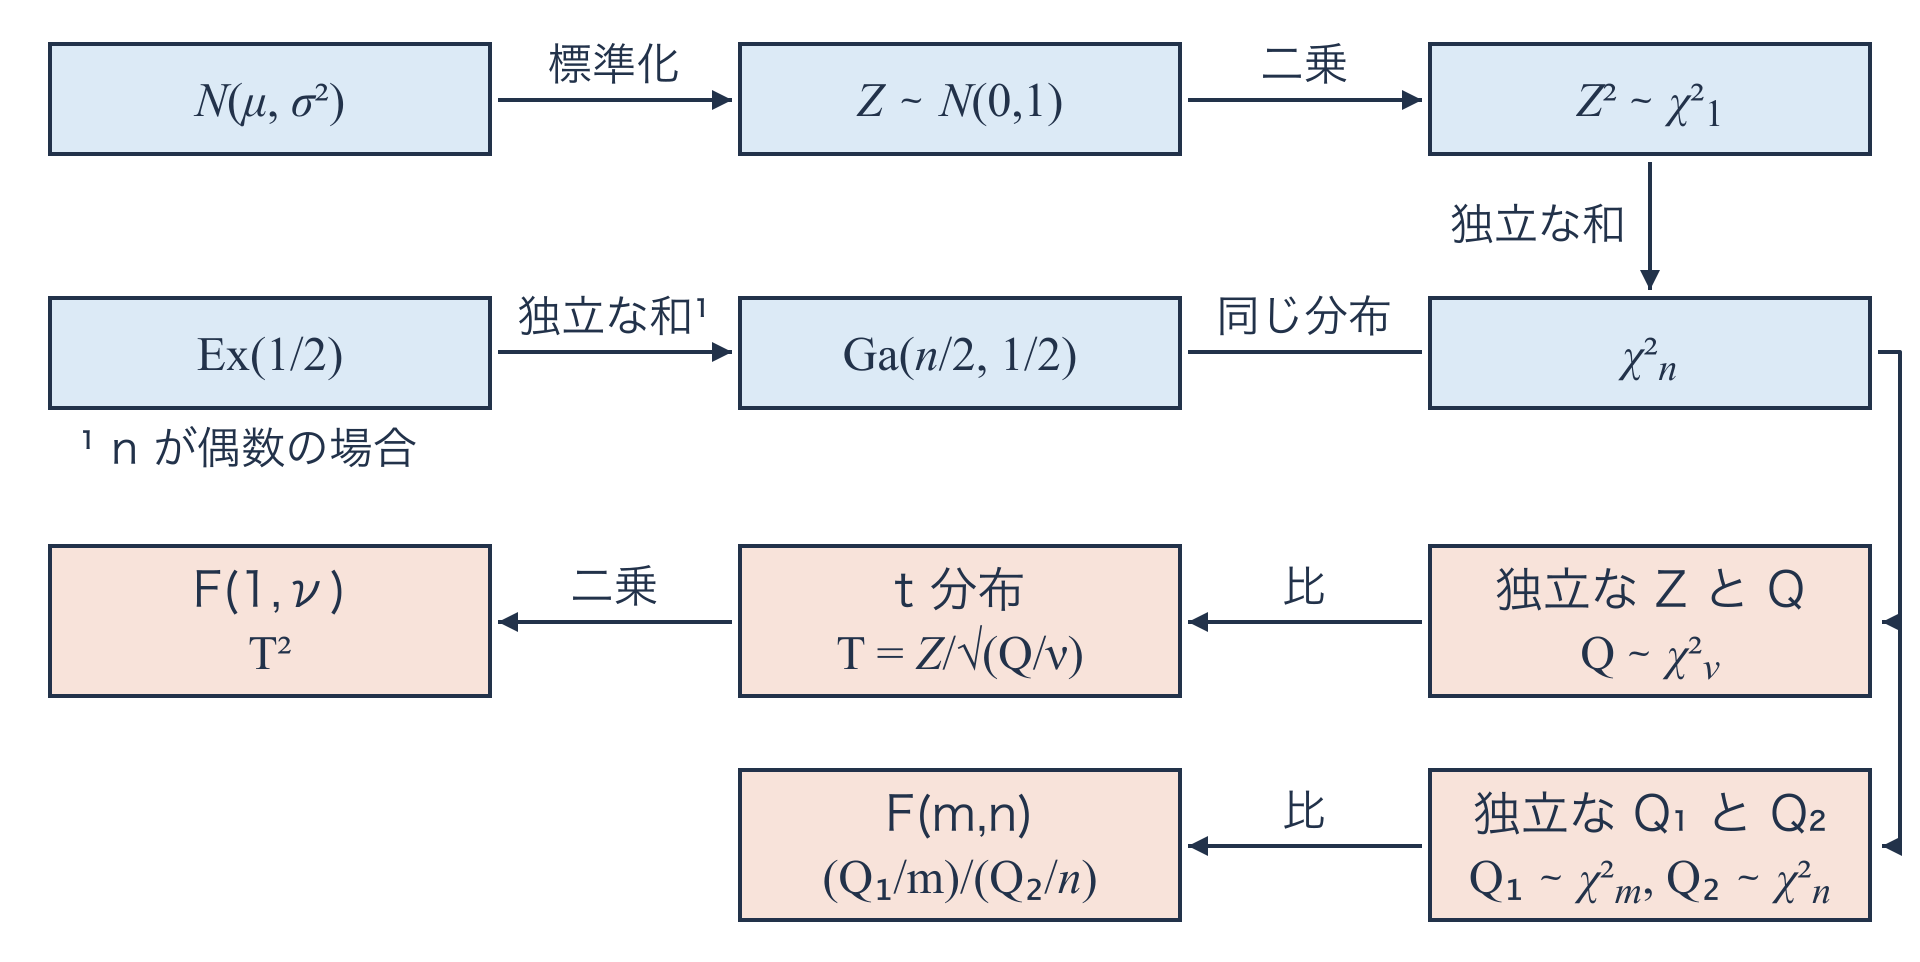 N(μ, σ²)
標準化
Z ~ N(0,1)
二乗
Z² ~ χ²₁
独立な和
Ex(1/2)
独立な和¹
Ga(n/2, 1/2)
同じ分布
χ²ₙ
¹ n が偶数の場合
F(1,ν)
T²
二乗
t 分布
T = Z/√(Q/ν)
比
独立な Z と Q
Q ~ χ²ᵥ
F(m,n)
(Q₁/m)/(Q₂/n)
比
独立な Q₁ と Q₂
Q₁ ~ χ²ₘ, Q₂ ~ χ²ₙ